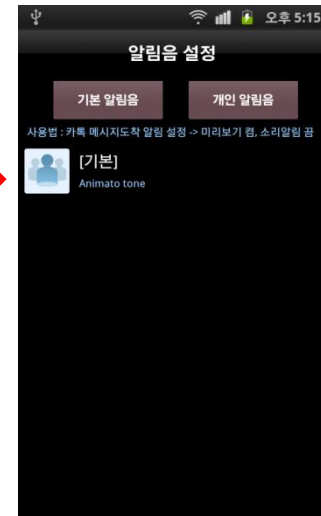 오후 5:15
알림음 설정
기본 알림음 개인 알림음
사용법 : 카톡 메시지도착 알림 설정 -> 미리보기 켬, 소리알림 끔
[기본]
Animato tone